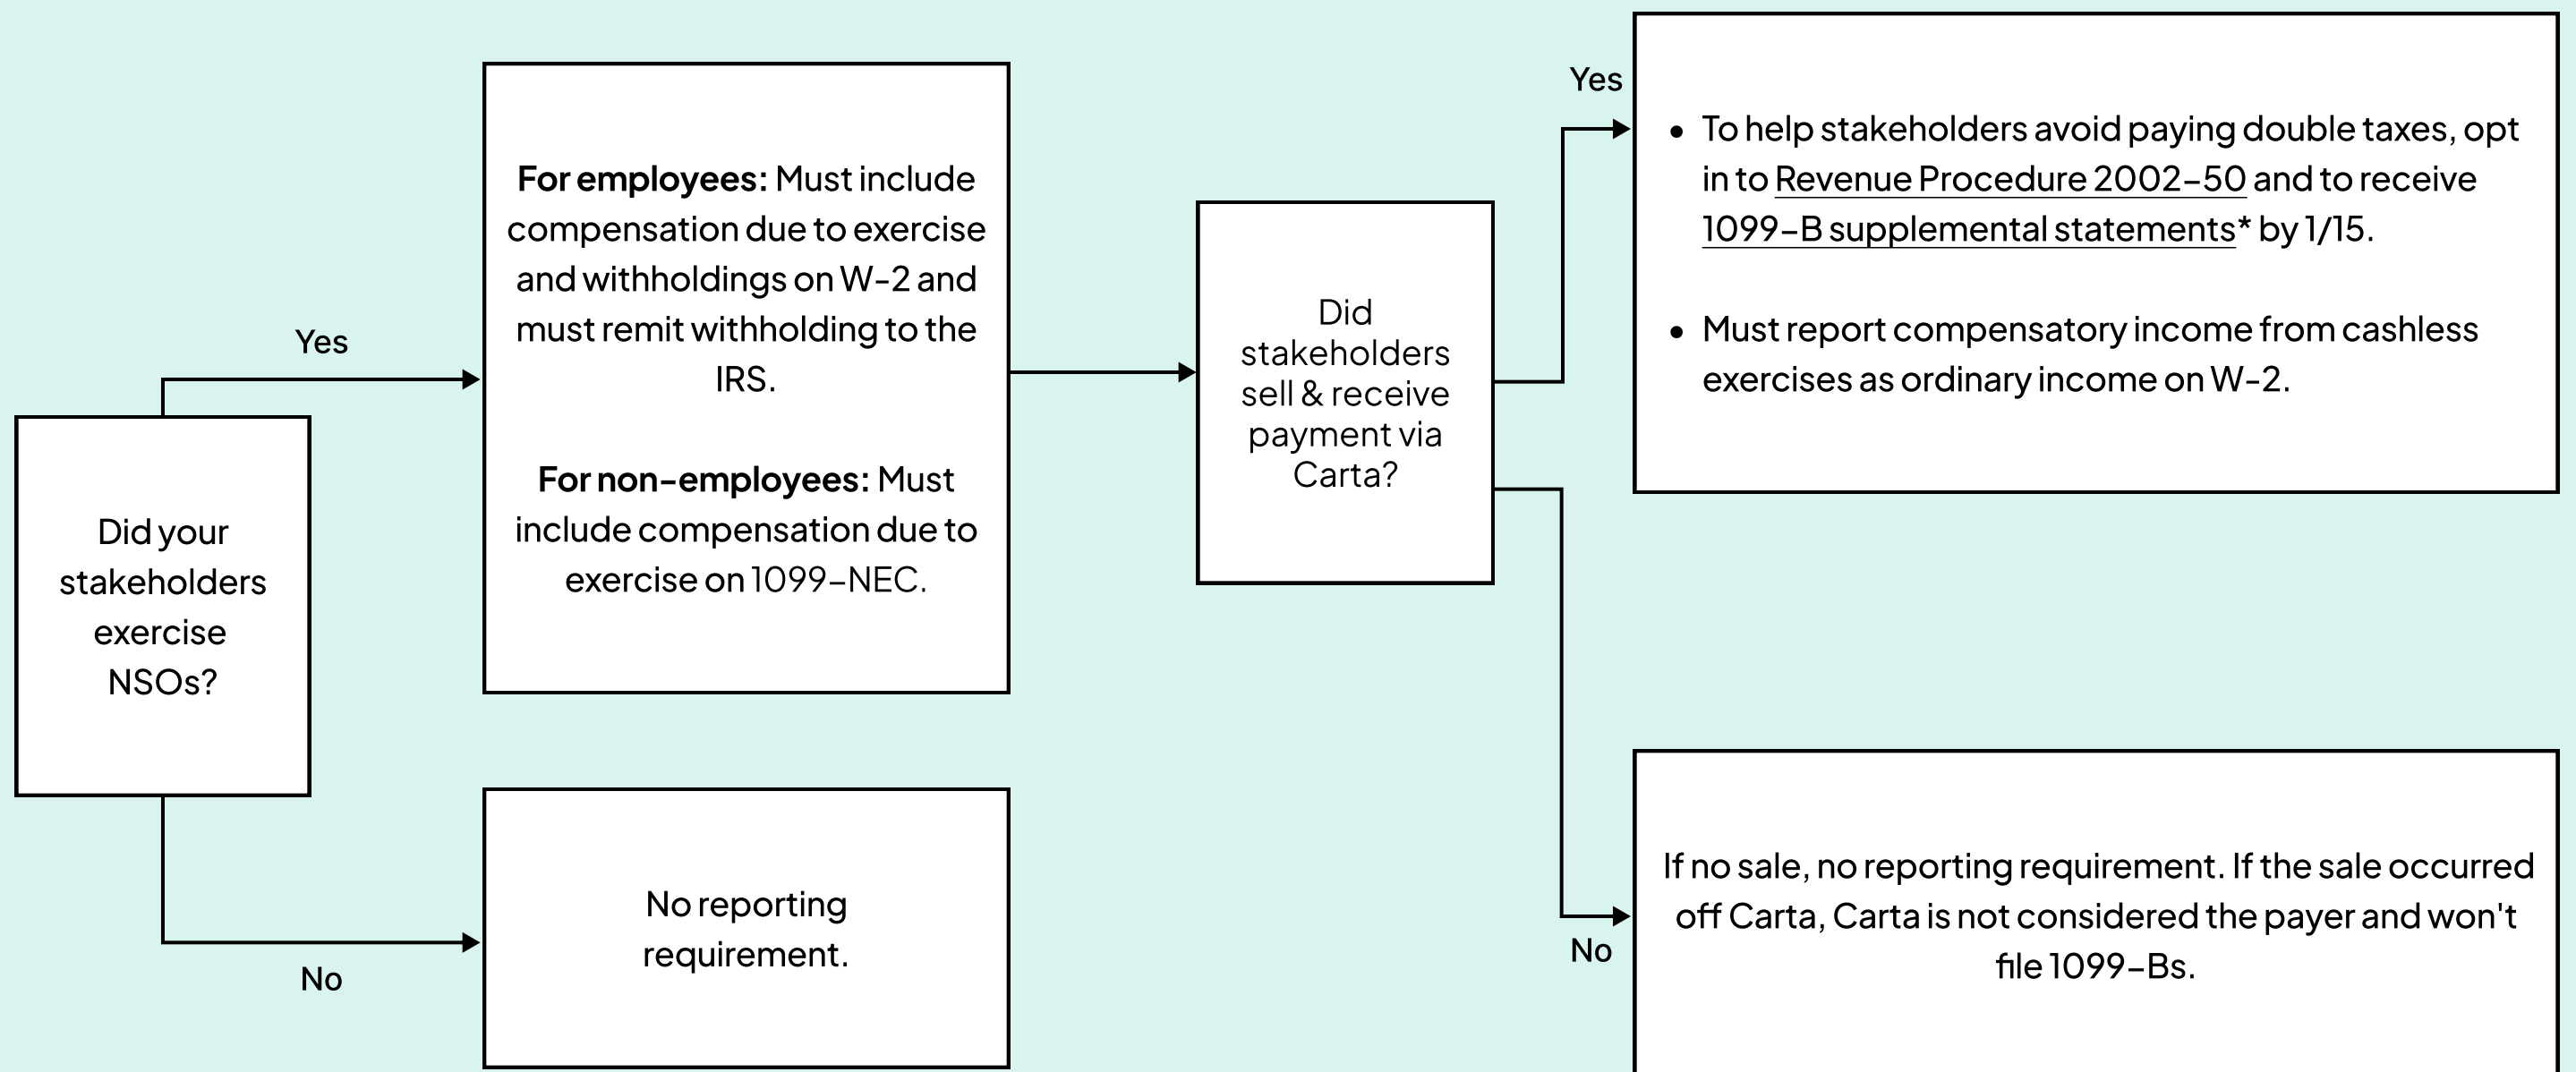 Did your
stakeholders
exercise
NSOs?
Yes
For employees: Must include
compensation due to exercise
and withholdings on W-2 and
must remit withholding to the
IRS.
For non-employees: Must
include compensation due to
exercise on 1099-NEC.
No
No reporting
requirement.
Did
stakeholders
sell & receive
payment via
Carta?
Yes
• To help stakeholders avoid paying double taxes, opt
in to Revenue Procedure 2002-50 and to receive
1099-B supplemental statements* by 1/15.
• Must report compensatory income from cashless
exercises as ordinary income on W-2.
No
If no sale, no reporting requirement. If the sale occurred
off Carta, Carta is not considered the payer and won't
file 1099-Bs.